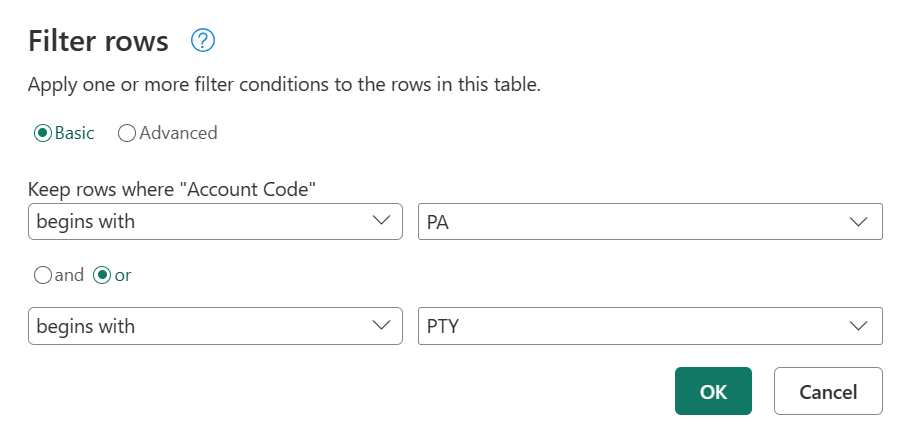 Filter rows ?
Apply one or more filter conditions to the rows in this table.
Basic Advanced
Keep rows where "Account Code"
begins with PA
and or
begins with PTY
OK Cancel